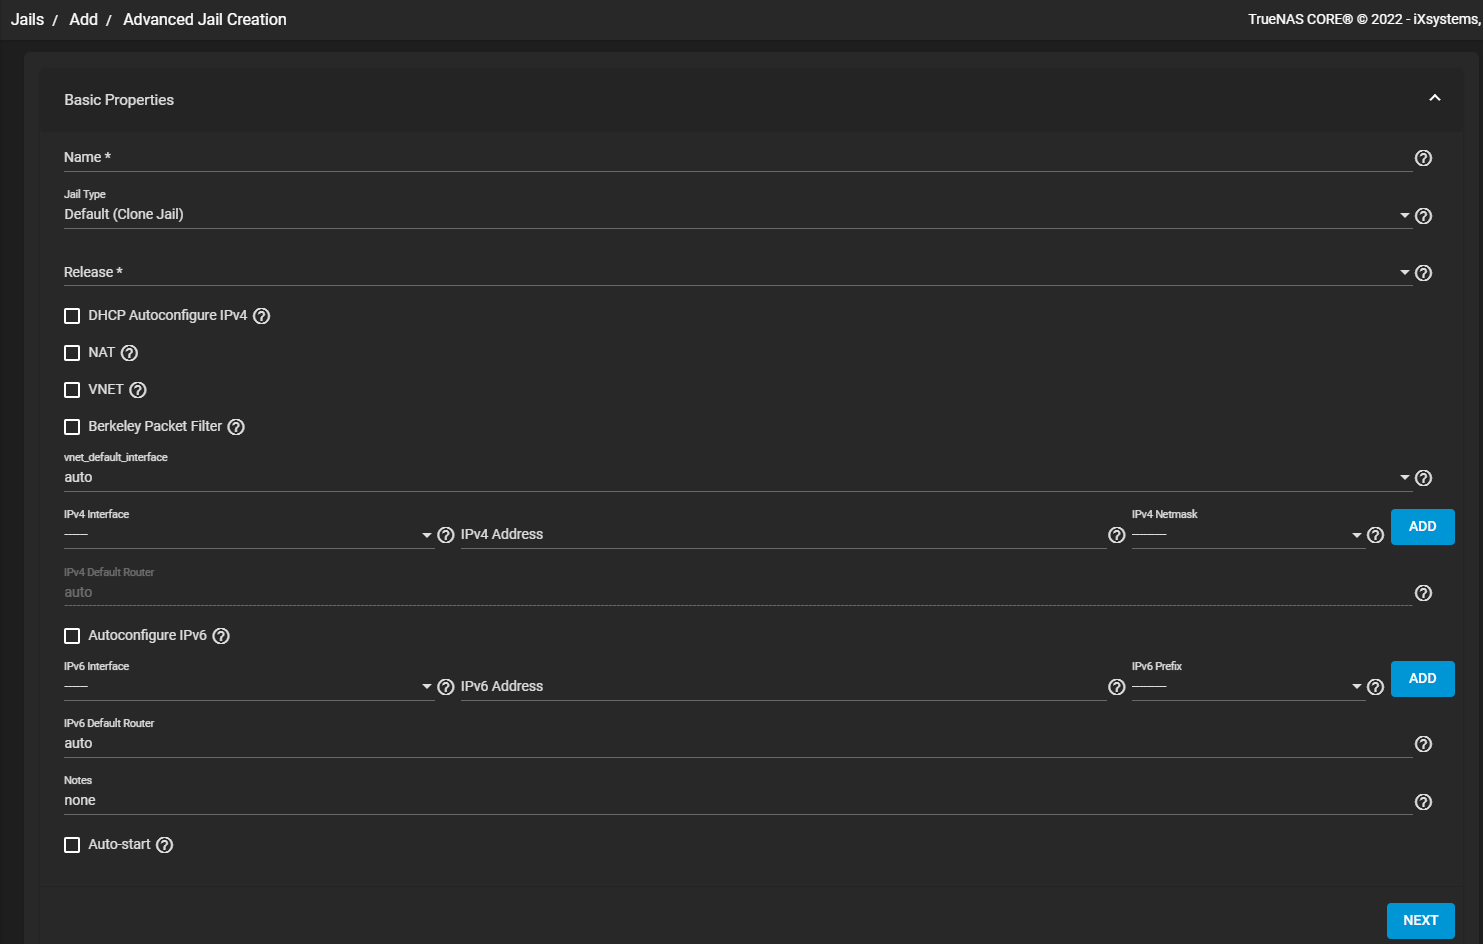 Jails / Add / Advanced Jail Creation
TrueNAS CORE® © 2022 - iXsystems,
Basic Properties
Name *
Jail Type
Default (Clone Jail)
Release *
DHCP Autoconfigure IPv4
NAT
VNET
Berkeley Packet Filter
vnet_default_interface
auto
IPv4 Interface
------
IPv4 Address
IPv4 Netmask
---------
ADD
IPv4 Default Router
auto
Autoconfigure IPv6
IPv6 Interface
------
IPv6 Address
IPv6 Prefix
---------
ADD
IPv6 Default Router
auto
Notes
none
Auto-start
NEXT